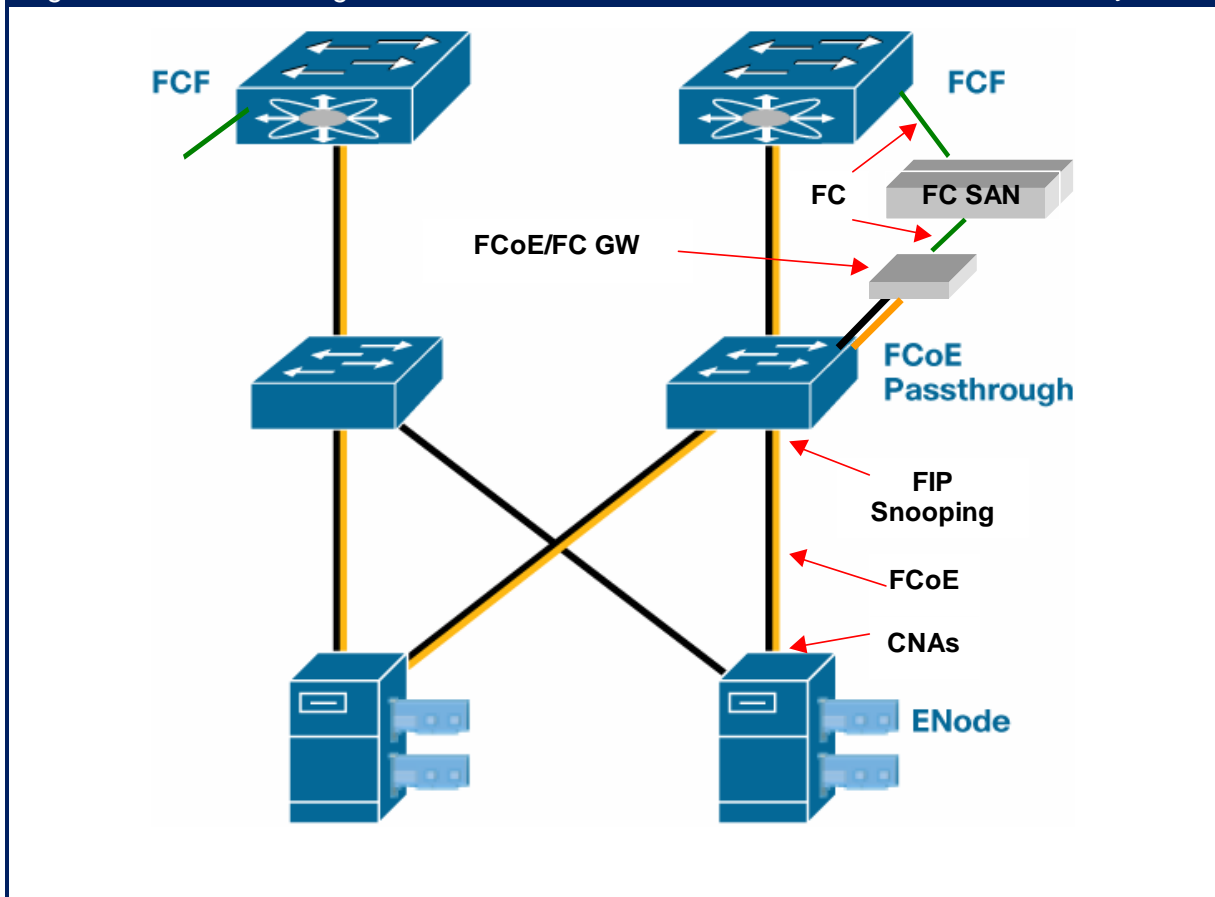 FCF
FCF
FC
FC SAN
FCoE/FC GW
FCoE
Passthrough
FIP
Snooping
FCoE
CNAs
ENode